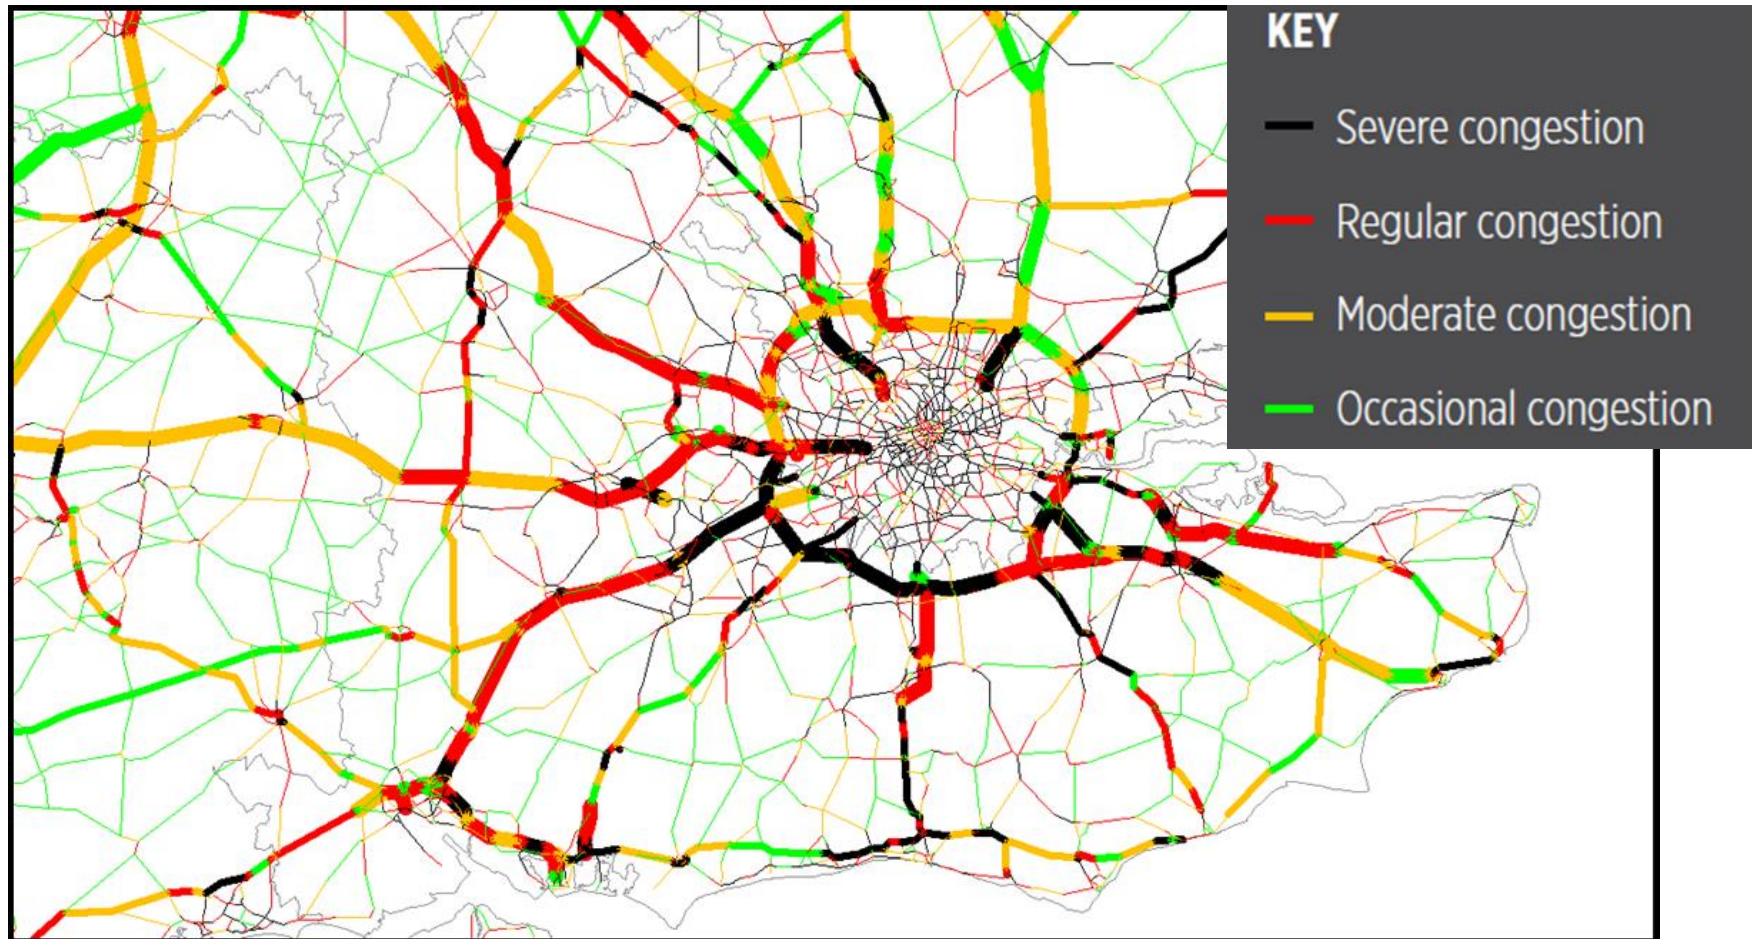 KEY
Severe congestion
Regular congestion
Moderate congestion
Occasional congestion